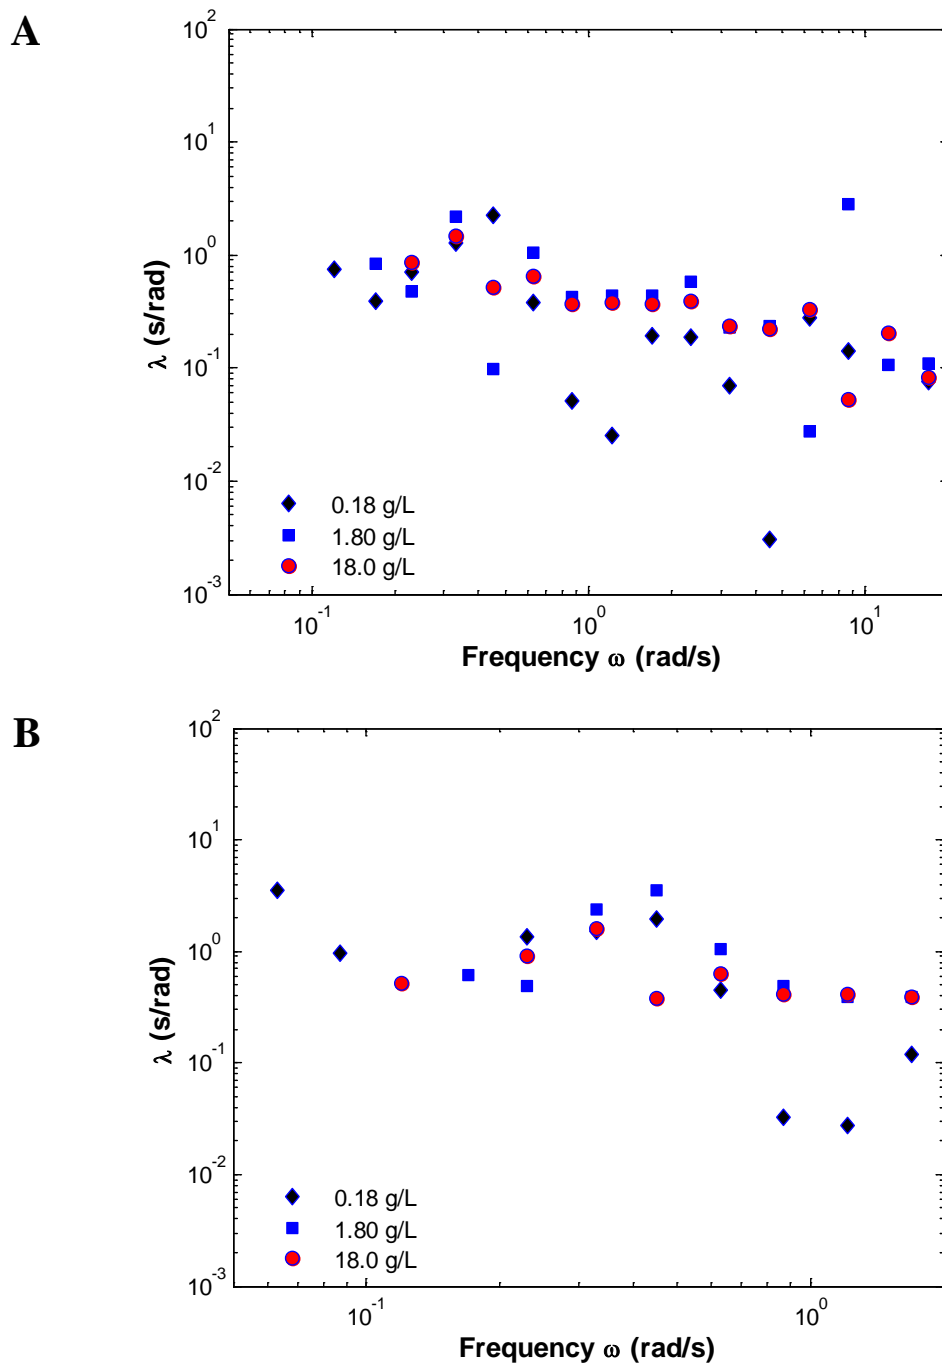 A
10^2
10^1
10^0
10^-1
10^-2
10^-3
λ (s/rad)
0.18 g/L
1.80 g/L
18.0 g/L
10^-1
10^0
10^1
Frequency ω (rad/s)
B
10^2
10^1
10^0
10^-1
10^-2
10^-3
λ (s/rad)
0.18 g/L
1.80 g/L
18.0 g/L
10^-1
10^0
Frequency ω (rad/s)